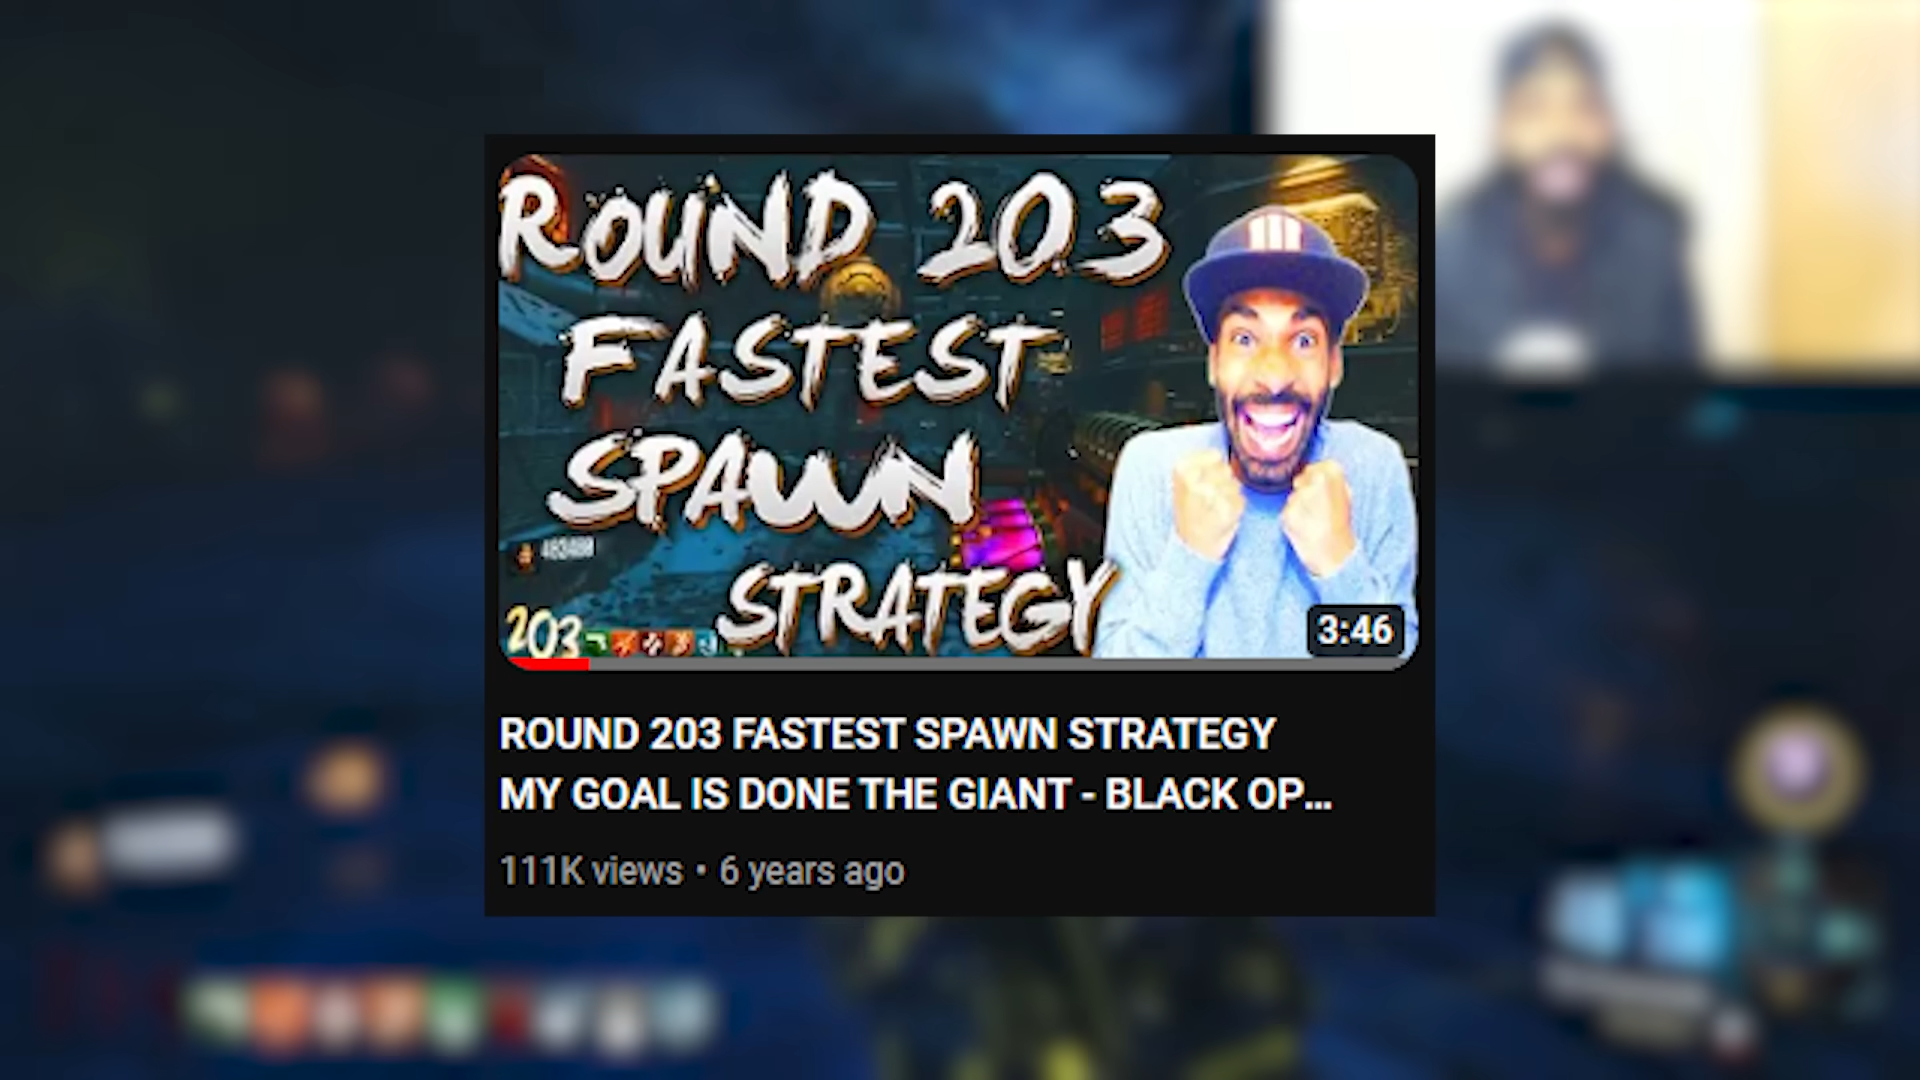 ROUND 203
FASTEST
SPAWN
STRATEGY
203
3:46
ROUND 203 FASTEST SPAWN STRATEGY
MY GOAL IS DONE THE GIANT - BLACK OP...
111K views • 6 years ago